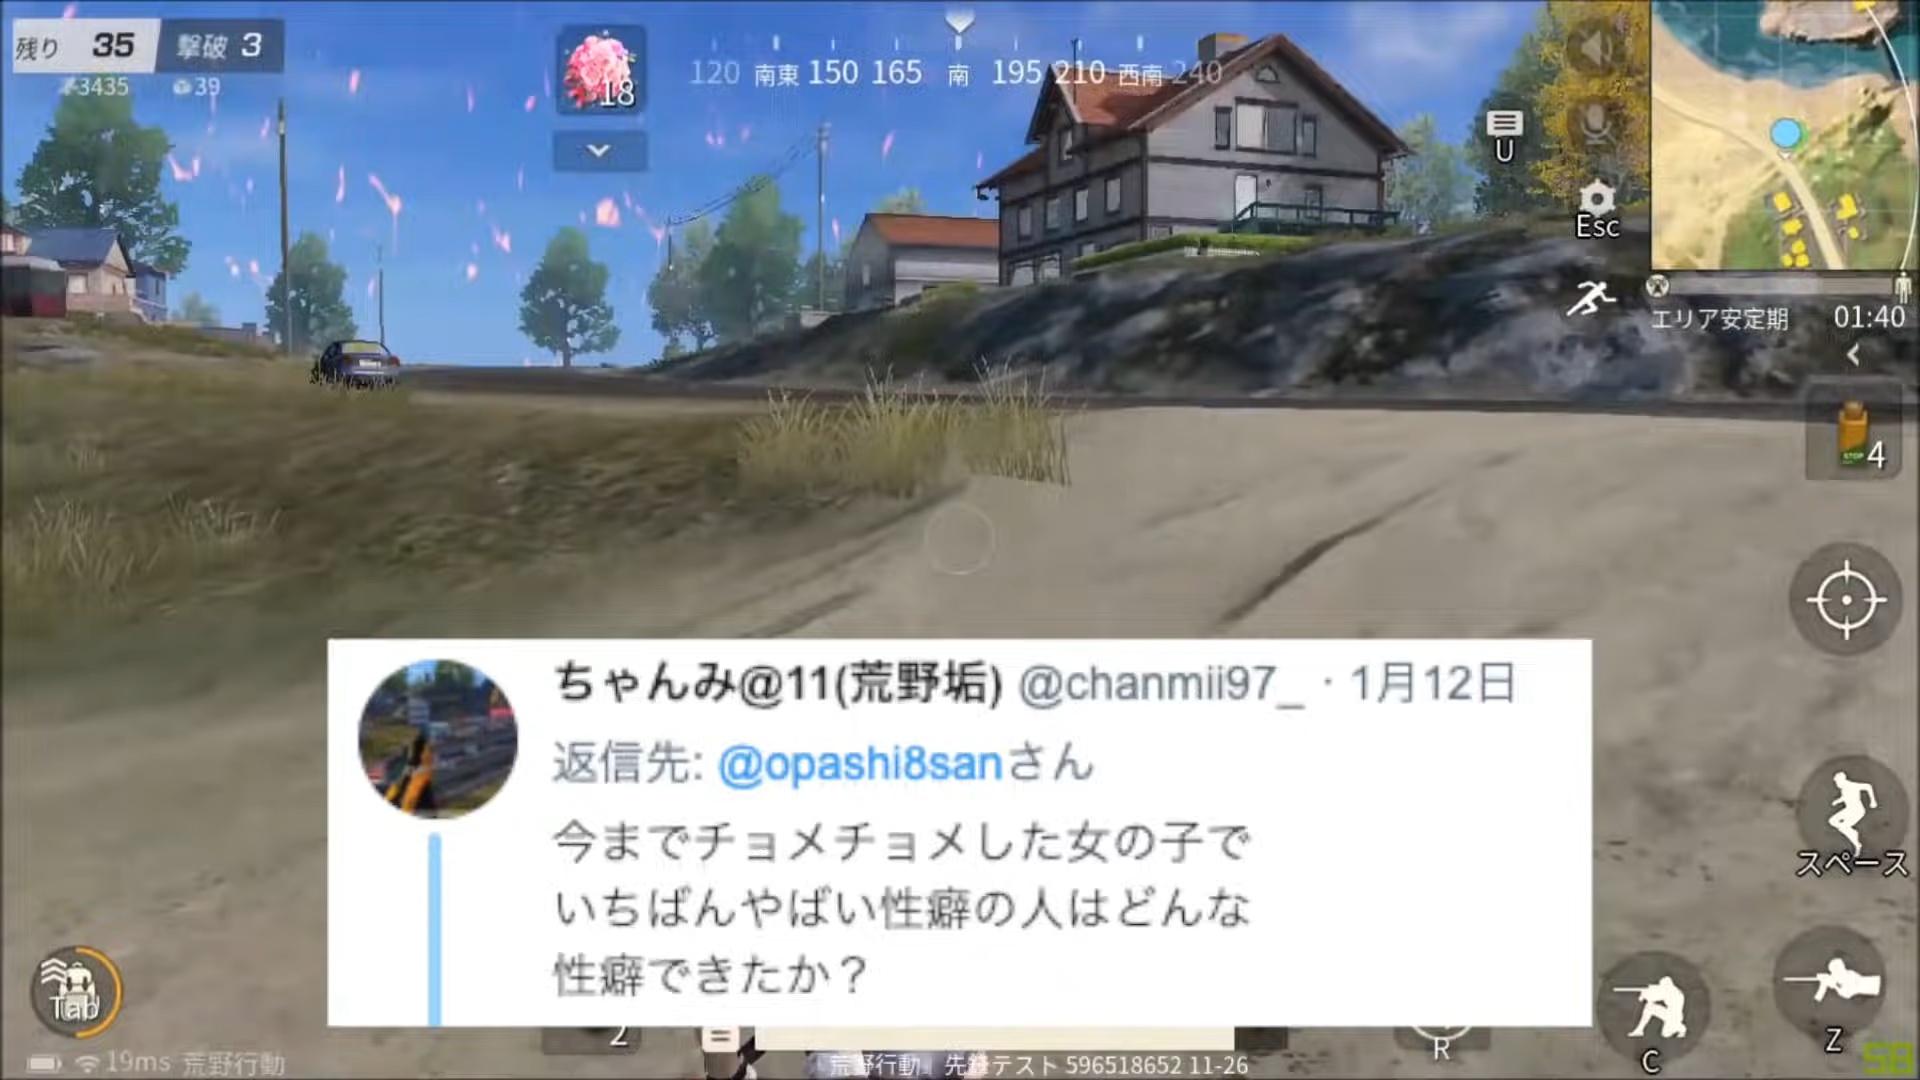 残り 35 撃破 3
3435 39
18
120 南東 150 165 南 195 210 西南 240
U
Esc
エリア安定期 01:40
STOP
4
ちゃんみ@11(荒野垢) @chanmii97_ · 1月12日
返信先: @opashi8sanさん
今までチョメチョメした女の子で
いちばんやばい性癖の人はどんな
性癖できたか？
スペース
Tab
2
R
C
Z
19ms 荒野行動
荒野行動 先鋒テスト 596518652 11-26
58